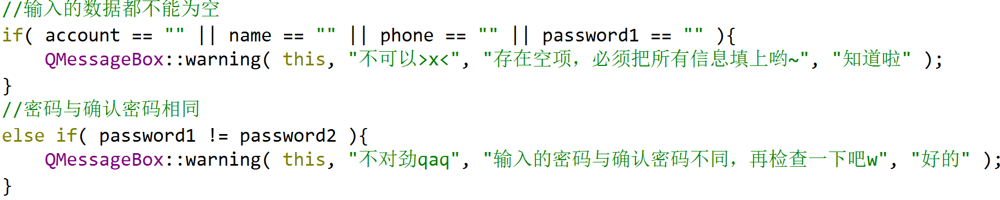 //输入的数据都不能为空
if( account == "" || name == "" || phone == "" || password1 == "" ){
    QMessageBox::warning( this, "不可以>x<", "存在空项，必须把所有信息填上哟~", "知道啦" );
}
//密码与确认密码相同
else if( password1 != password2 ){
    QMessageBox::warning( this, "不对劲qaq", "输入的密码与确认密码不同，再检查一下吧w", "好的" );
}